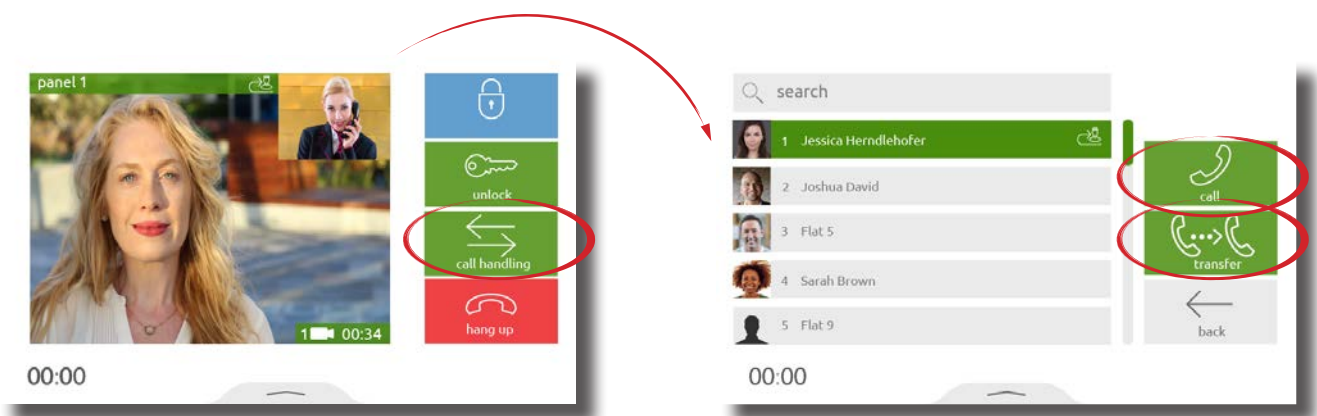 panel 1
unlock
call handling
hang up
1 00:34
00:00
search
1 Jessica Herndlehofer
2 Joshua David
3 Flat 5
4 Sarah Brown
5 Flat 9
call
transfer
back
00:00